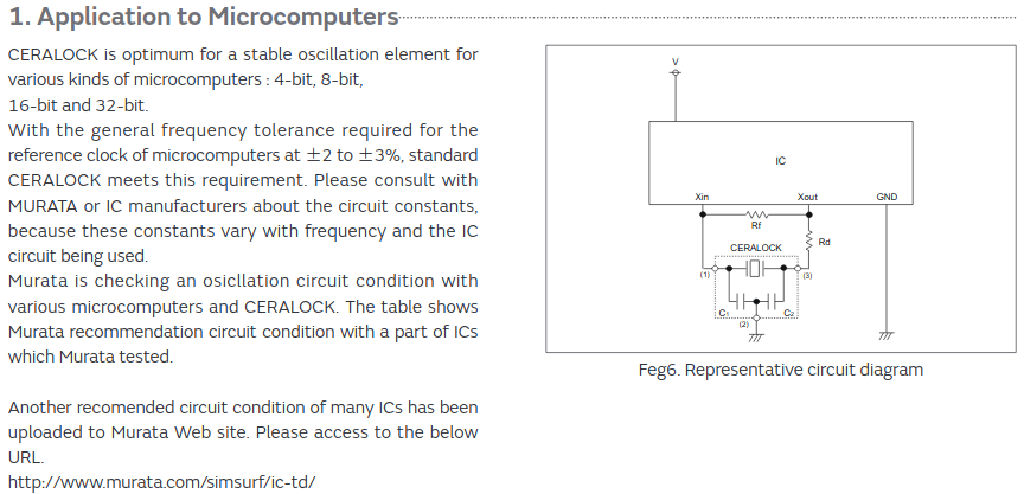 1. Application to Microcomputers
CERALOCK is optimum for a stable oscillation element for
various kinds of microcomputers : 4-bit, 8-bit,
16-bit and 32-bit.
With the general frequency tolerance required for the
reference clock of microcomputers at ±2 to ±3%, standard
CERALOCK meets this requirement. Please consult with
MURATA or IC manufacturers about the circuit constants,
because these constants vary with frequency and the IC
circuit being used.
Murata is checking an osicllation circuit condition with
various microcomputers and CERALOCK. The table shows
Murata recommendation circuit condition with a part of ICs
which Murata tested.
Another recomended circuit condition of many ICs has been
uploaded to Murata Web site. Please access to the below
URL.
http://www.murata.com/simsurf/ic-td/
V
IC
Xin
Xout
GND
Rf
Rd
CERALOCK
(1)
(3)
C1
C2
(2)
Feg6. Representative circuit diagram